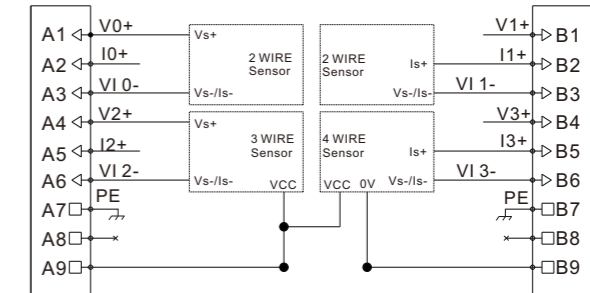 A1 V0+ Vs+ V1+ B1
A2 I0+ 2 WIRE 2 WIRE Is+ I1+ B2
Sensor Sensor
A3 VI 0- Vs-/Is- Vs-/Is- VI 1- B3
A4 V2+ Vs+ V3+ B4
A5 I2+ 3 WIRE 4 WIRE Is+ I3+ B5
Sensor Sensor
A6 VI 2- Vs-/Is- VCC VCC 0V Vs-/Is- VI 3- B6
A7 PE PE B7
A8 B8
A9 B9